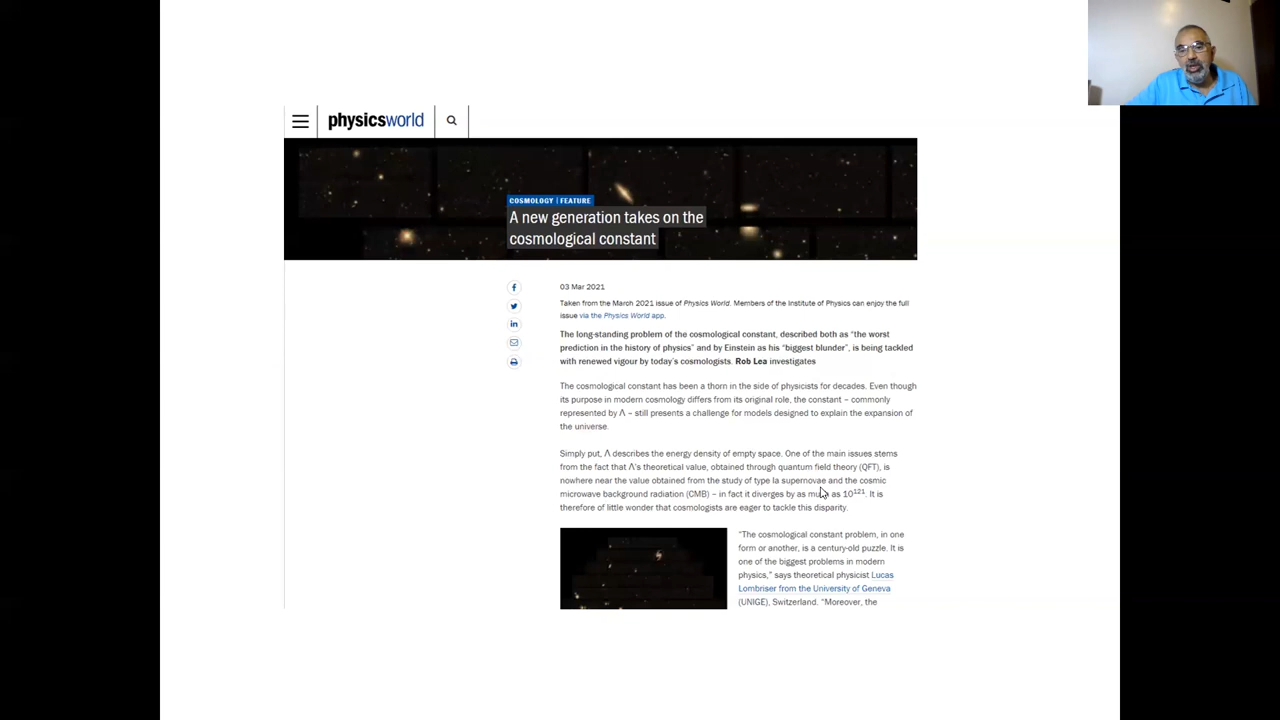 physicsworld
COSMOLOGY | FEATURE
A new generation takes on the
cosmological constant
03 Mar 2021
Taken from the March 2021 issue of Physics World. Members of the Institute of Physics can enjoy the full
issue via the Physics World app.
The long-standing problem of the cosmological constant, described both as “the worst
prediction in the history of physics” and by Einstein as his “biggest blunder”, is being tackled
with renewed vigour by today’s cosmologists. Rob Lea investigates
The cosmological constant has been a thorn in the side of physicists for decades. Even though
its purpose in modern cosmology differs from its original role, the constant – commonly
represented by Λ – still presents a challenge for models designed to explain the expansion of
the universe.
Simply put, Λ describes the energy density of empty space. One of the main issues stems
from the fact that Λ’s theoretical value, obtained through quantum field theory (QFT), is
nowhere near the value obtained from the study of type Ia supernovae and the cosmic
microwave background radiation (CMB) – in fact it diverges by as much as 10¹²¹. It is
therefore of little wonder that cosmologists are eager to tackle this disparity.
“The cosmological constant problem, in one
form or another, is a century-old puzzle. It is
one of the biggest problems in modern
physics,” says theoretical physicist Lucas
Lombriser from the University of Geneva
(UNIGE), Switzerland. “Moreover, the